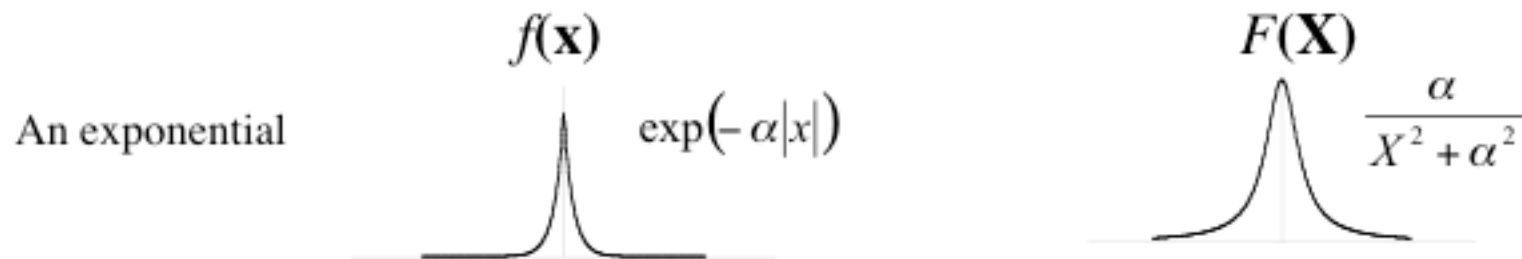 f(x) F(X)
An exponential exp(−α|x|) α / (X² + α²)